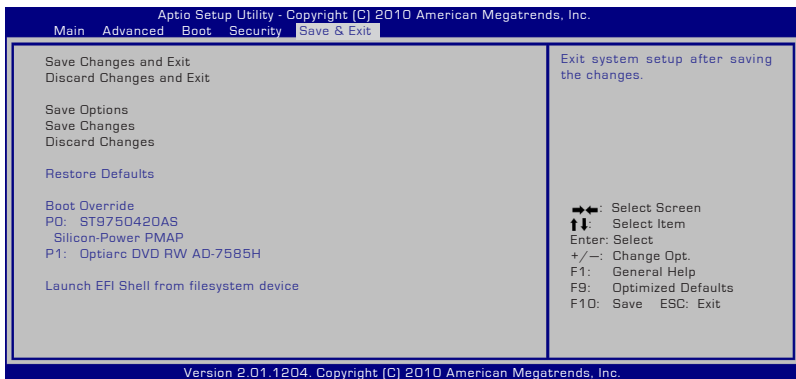 Aptio Setup Utility - Copyright (C) 2010 American Megatrends, Inc.
Main Advanced Boot Security Save & Exit
Save Changes and Exit
Discard Changes and Exit
Save Options
Save Changes
Discard Changes
Restore Defaults
Boot Override
P0: ST9750420AS
Silicon-Power PMAP
P1: Optiarc DVD RW AD-7585H
Launch EFI Shell from filesystem device
Exit system setup after saving
the changes.
→←: Select Screen
↑↓: Select Item
Enter: Select
+/—: Change Opt.
F1: General Help
F9: Optimized Defaults
F10: Save ESC: Exit
Version 2.01.1204. Copyright (C) 2010 American Megatrends, Inc.